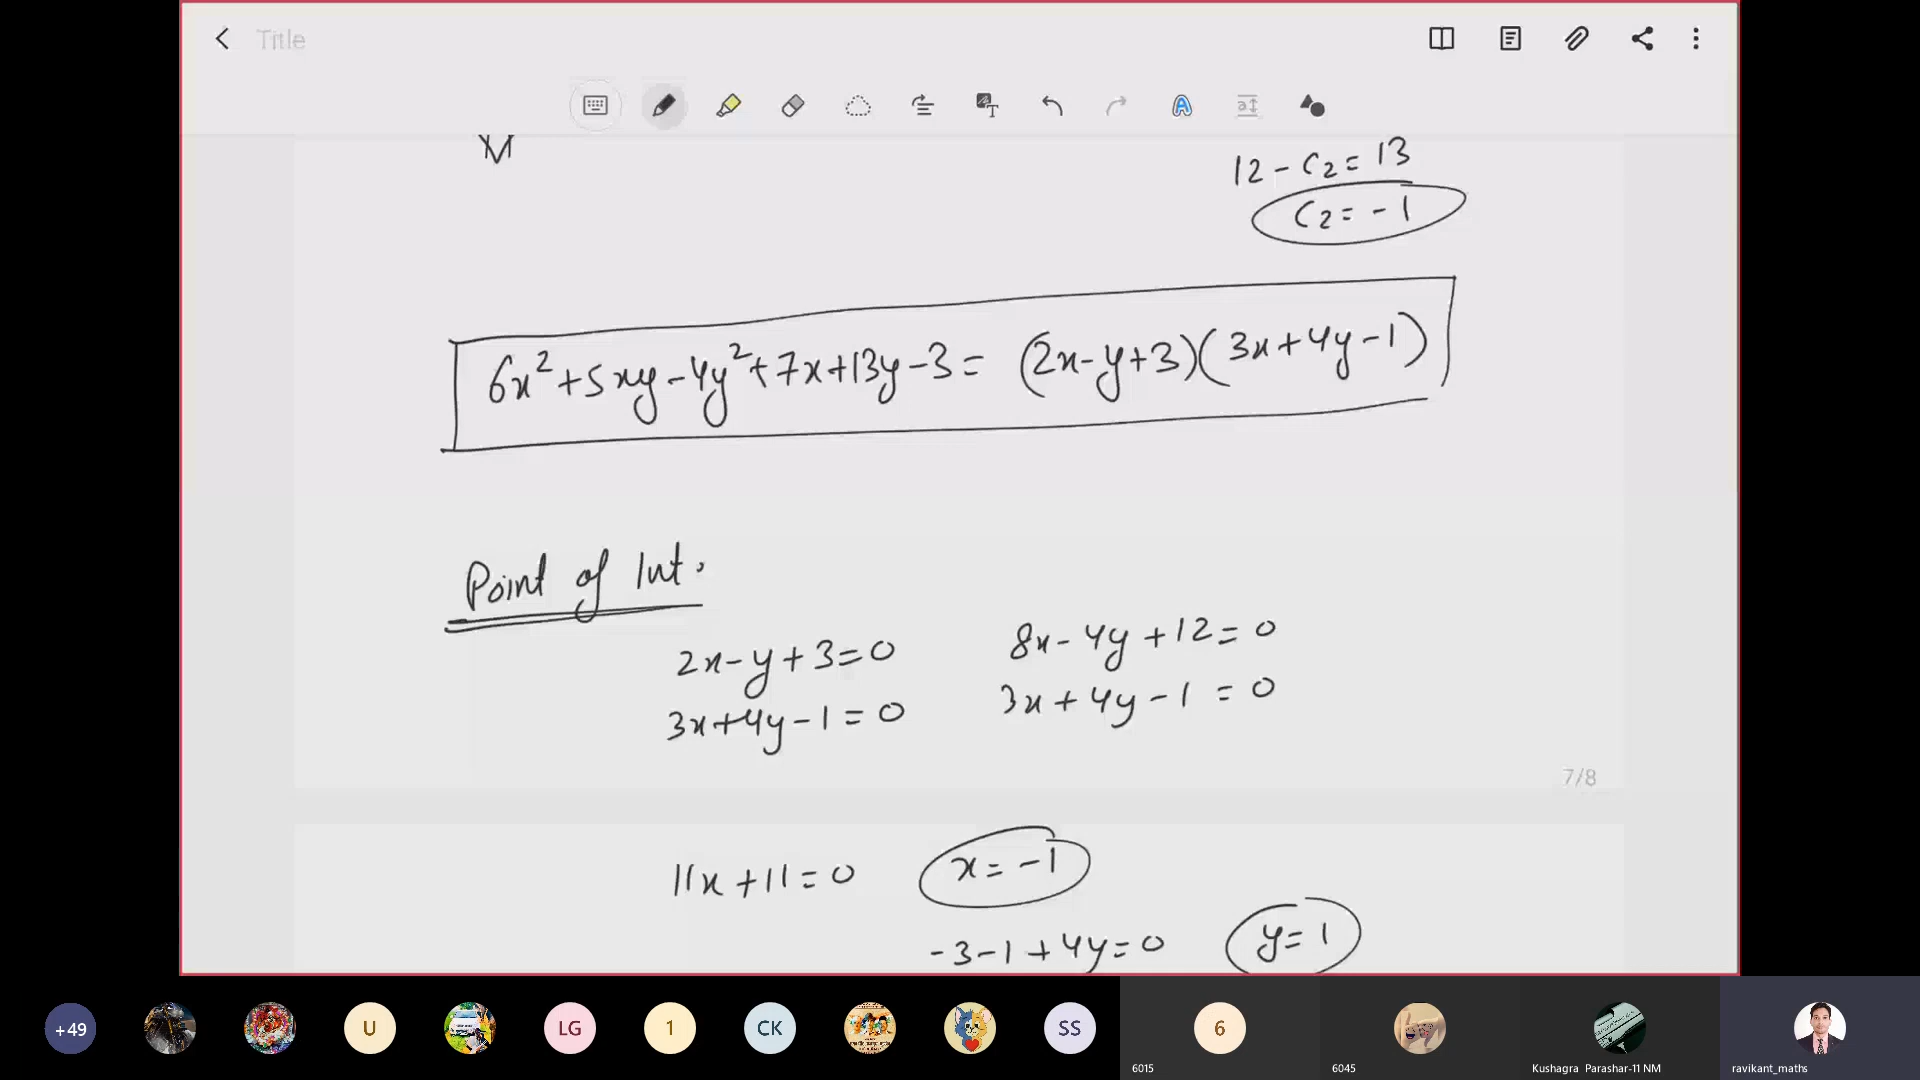 Title
12 - C₂ = 13
C₂ = -1
6x² + 5xy - 4y² + 7x + 13y - 3 = (2x - y + 3)(3x + 4y - 1)
Point of Int.
2x - y + 3 = 0
3x + 4y - 1 = 0
8x - 4y + 12 = 0
3x + 4y - 1 = 0
7/8
11x + 11 = 0 x = -1
-3 - 1 + 4y = 0 y = 1
+49 U LG 1 CK SS 6
6015 6045 Kushagra Parashar-11 NM ravikant_maths